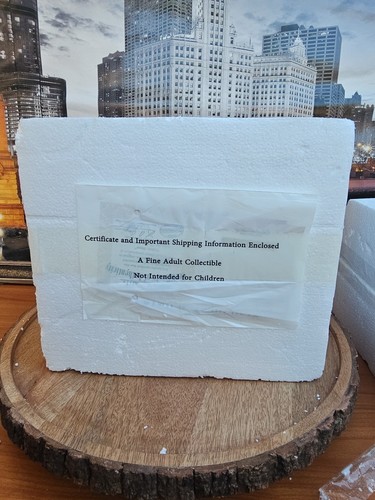 Certificate and Important Shipping Information Enclosed
A Fine Adult Collectible
Not Intended for Children